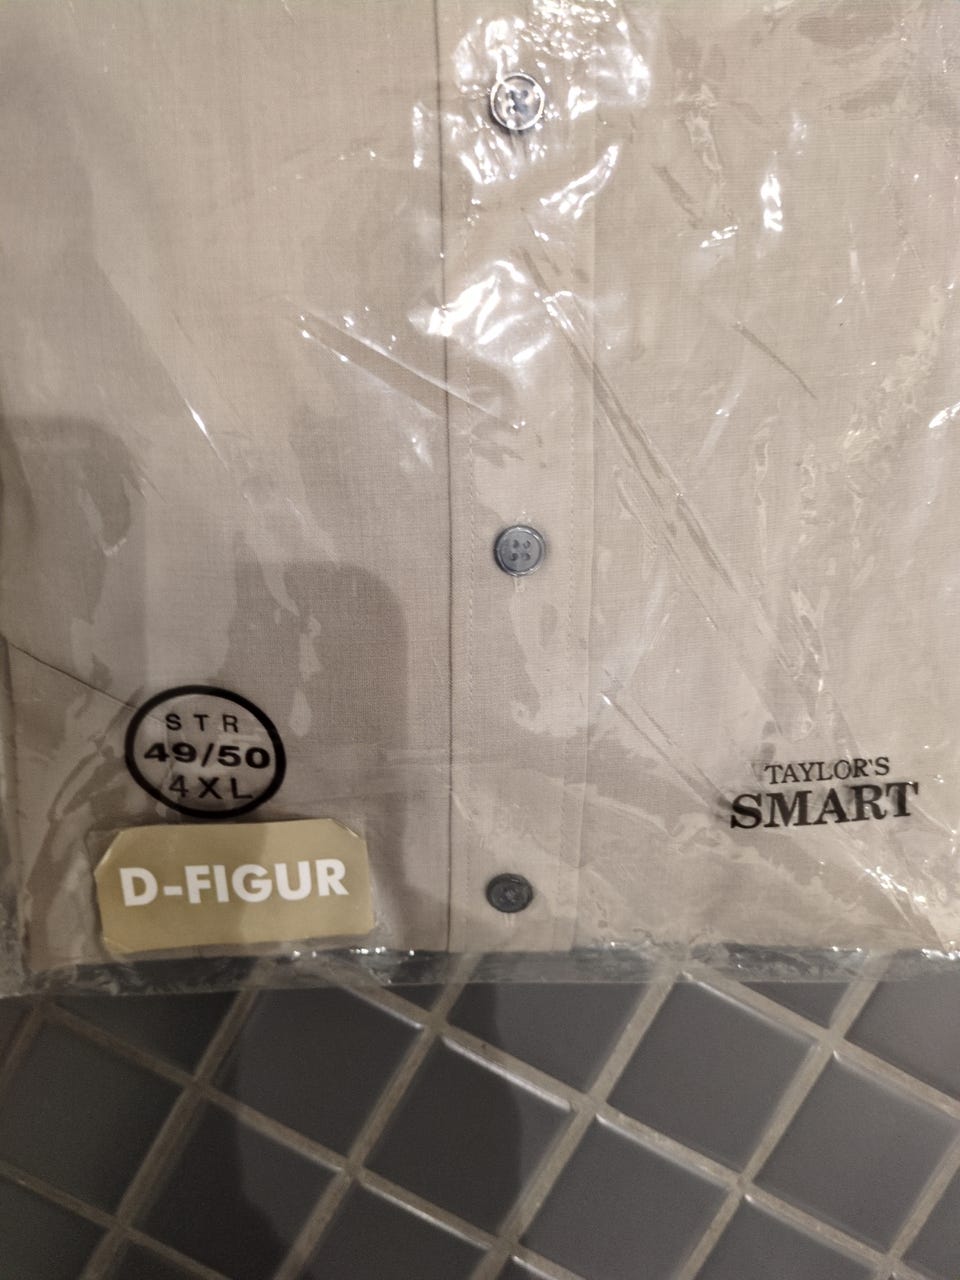 STR
49/50
4XL
D-FIGUR
TAYLOR'S
SMART